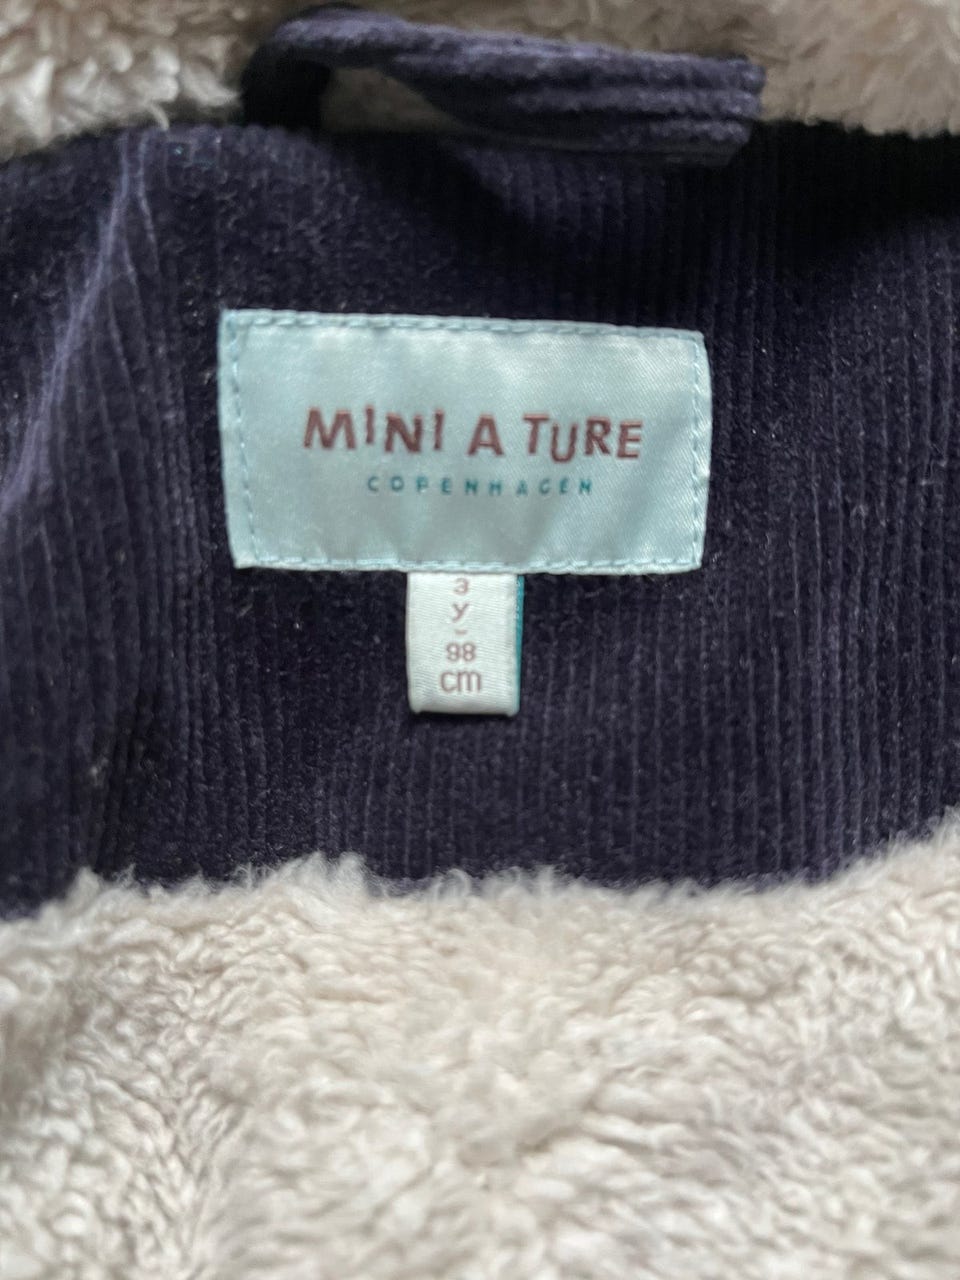 MINI A TURE
COPENHAGEN
3
y
-
98
cm